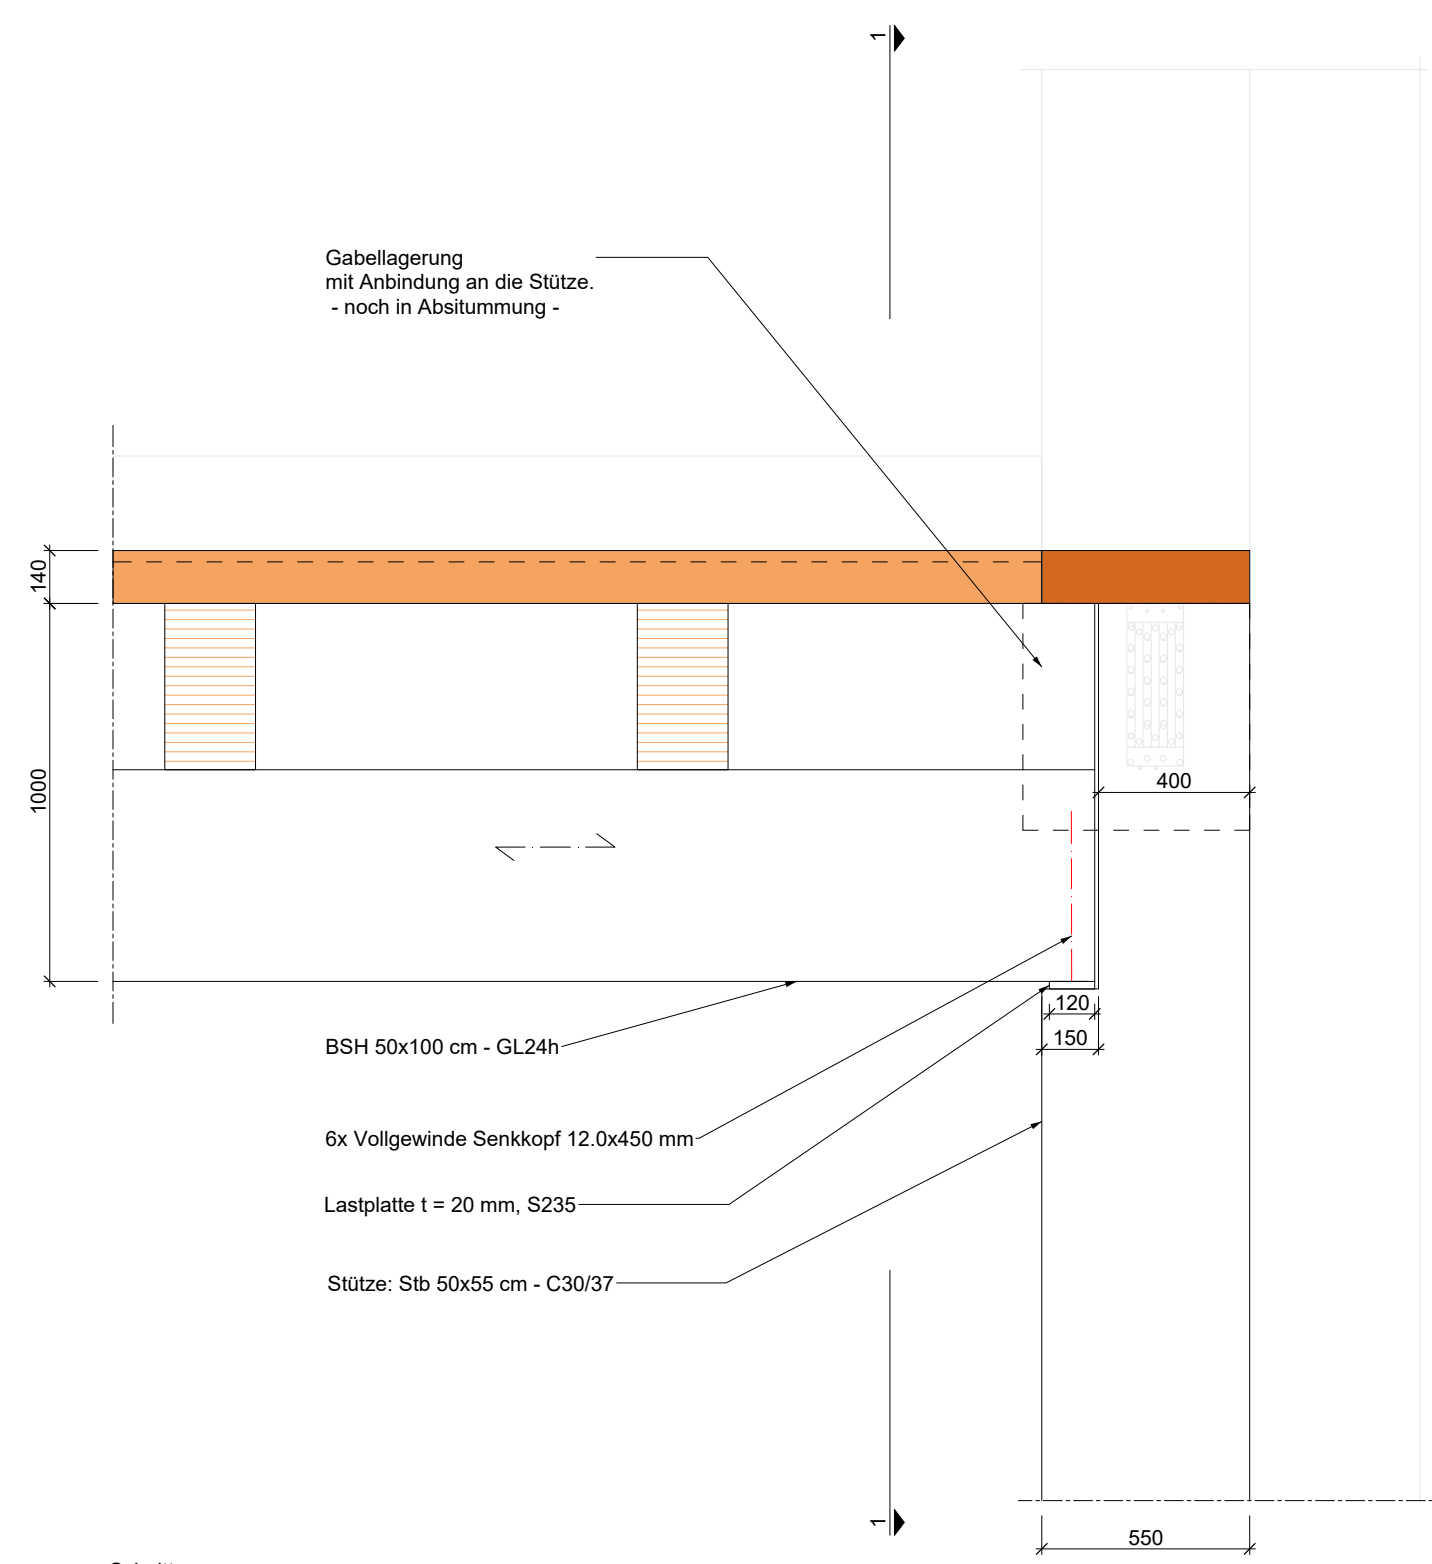 1
Gabellagerung
mit Anbindung an die Stütze.
- noch in Absitummung -
140
1000
400
120
150
BSH 50x100 cm - GL24h
6x Vollgewinde Senkkopf 12.0x450 mm
Lastplatte t = 20 mm, S235
Stütze: Stb 50x55 cm - C30/37
1
550